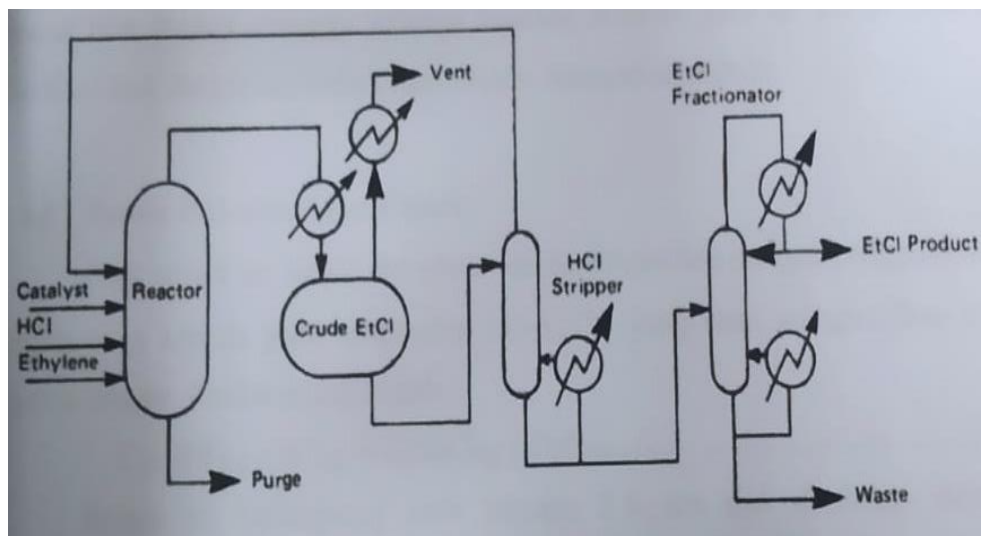 Vent
EtCl
Fractionator
Catalyst
Reactor
HCl
Ethylene
Crude EtCl
HCl
Stripper
EtCl Product
Purge
Waste